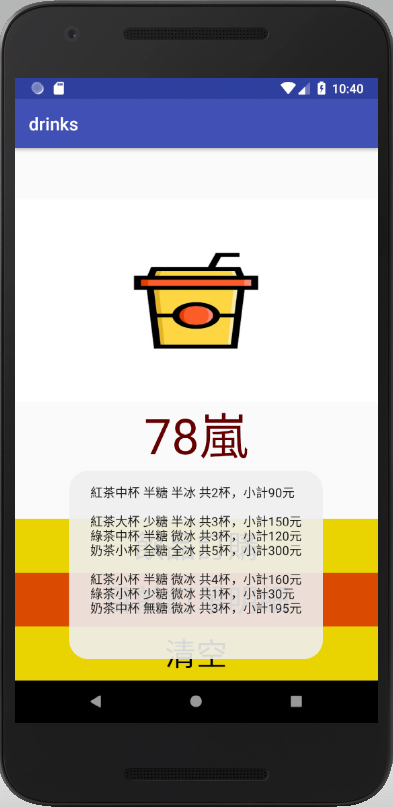 10:40
drinks
78嵐
紅茶中杯 半糖 半冰 共2杯，小計90元
紅茶大杯 少糖 半冰 共3杯，小計150元
綠茶中杯 半糖 微冰 共3杯，小計120元
奶茶小杯 全糖 全冰 共5杯，小計300元
紅茶小杯 半糖 微冰 共4杯，小計160元
綠茶小杯 少糖 微冰 共1杯，小計30元
奶茶中杯 無糖 微冰 共3杯，小計195元
清空